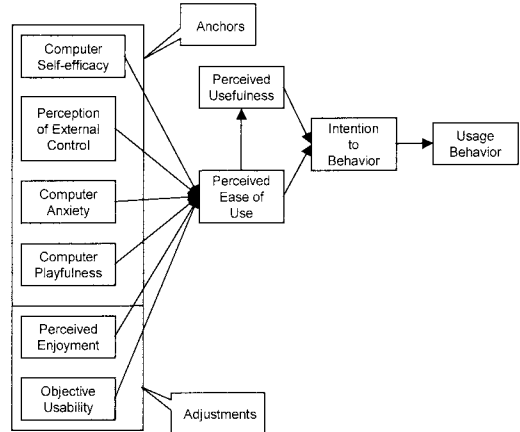 Anchors
Computer
Self-efficacy
Perception
of External
Control
Computer
Anxiety
Computer
Playfulness
Perceived
Enjoyment
Objective
Usability
Adjustments
Perceived
Usefulness
Perceived
Ease of
Use
Intention
to
Behavior
Usage
Behavior